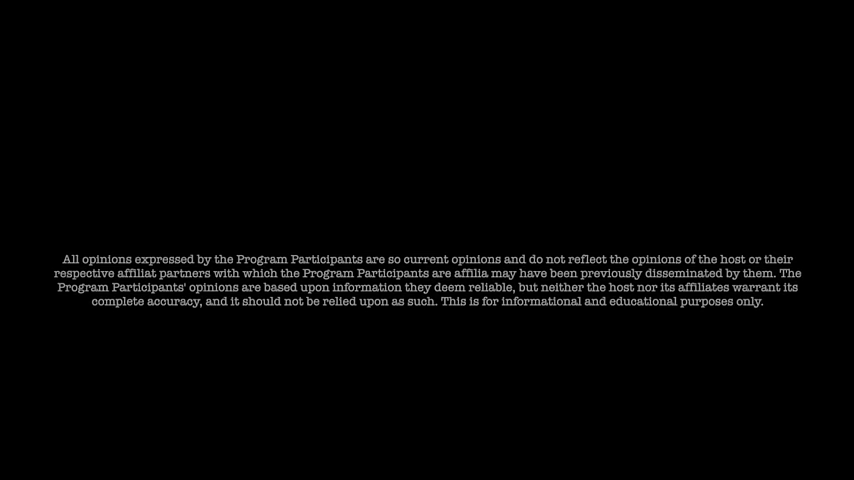 All opinions expressed by the Program Participants are so current opinions and do not reflect the opinions of the host or their
respective affiliat partners with which the Program Participants are affilia may have been previously disseminated by them. The
Program Participants' opinions are based upon information they deem reliable, but neither the host nor its affiliates warrant its
complete accuracy, and it should not be relied upon as such. This is for informational and educational purposes only.